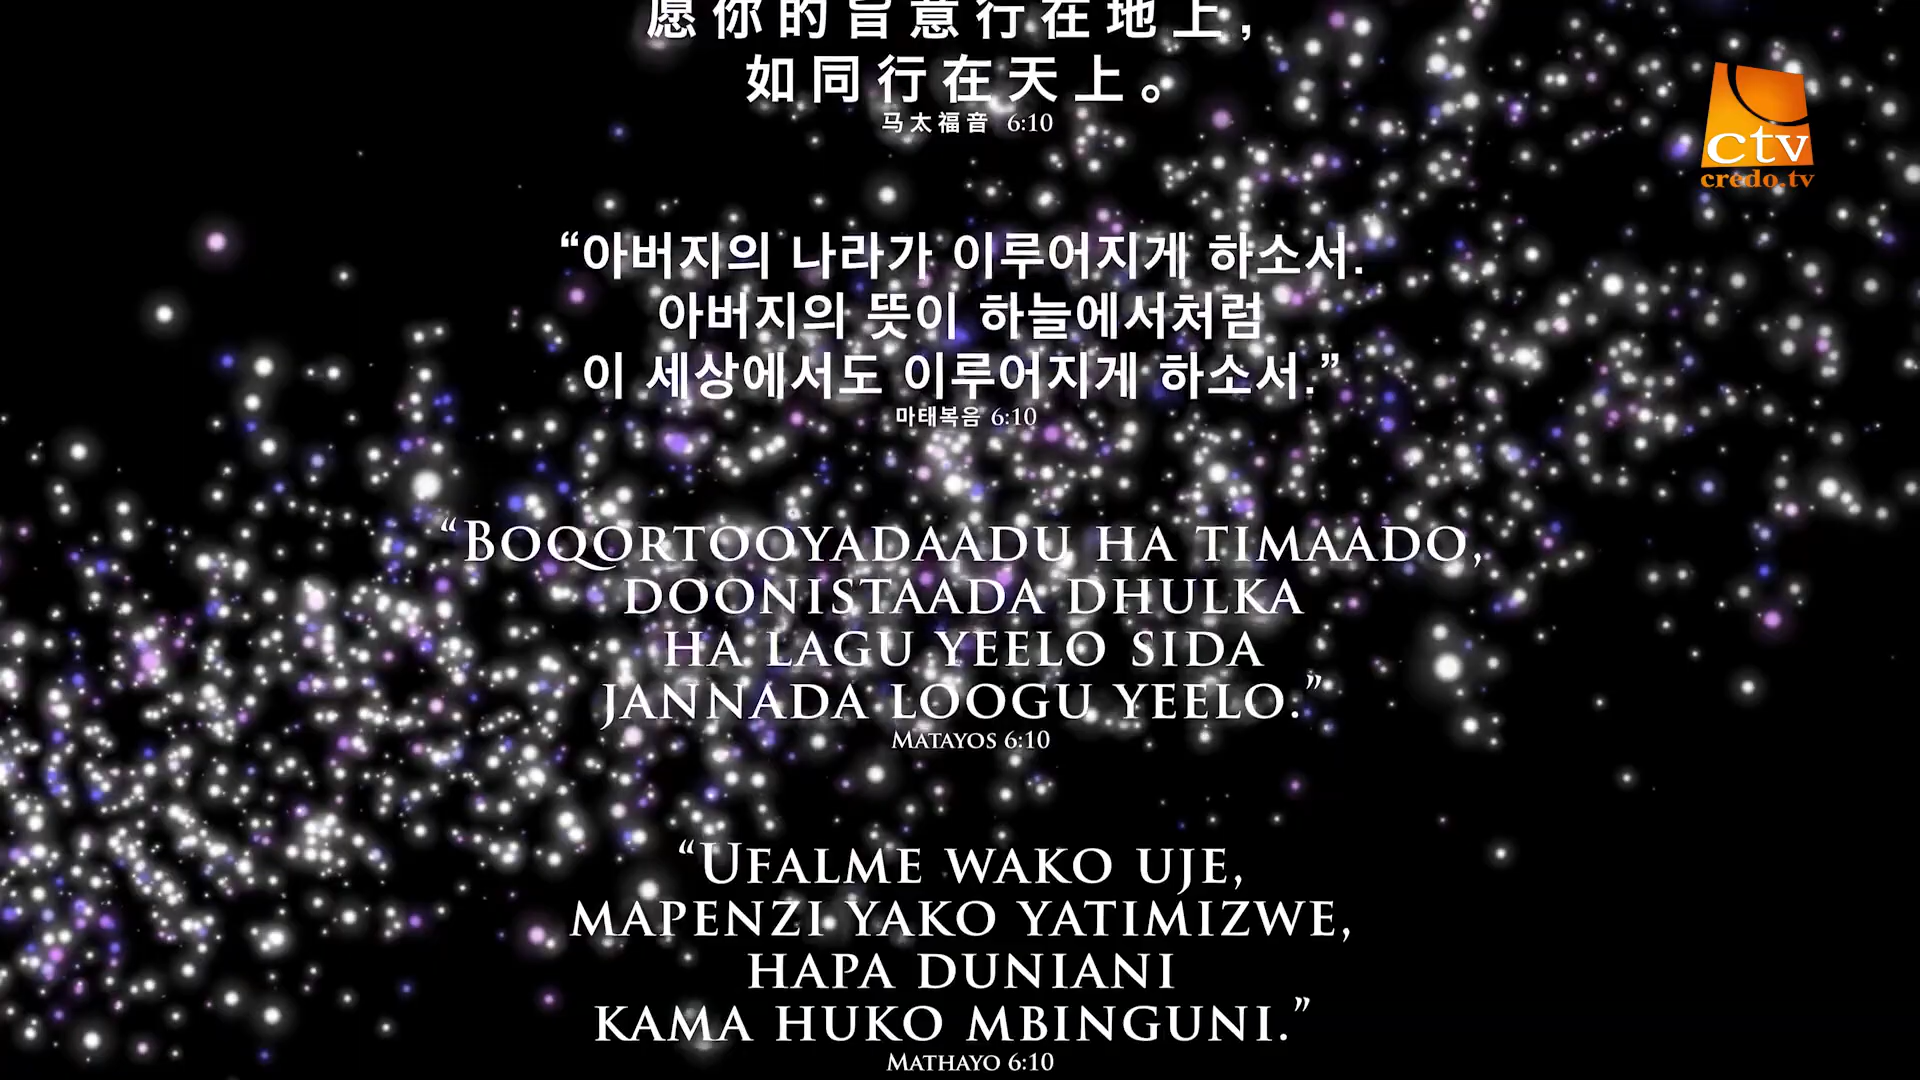 愿你的旨意行在地上,
如同行在天上。
马太福音 6:10
ctv
credo.tv
“아버지의 나라가 이루어지게 하소서.
아버지의 뜻이 하늘에서처럼
이 세상에서도 이루어지게 하소서.”
마태복음 6:10
“BOQORTOOYADAADU HA TIMAADO,
DOONISTAADA DHULKA
HA LAGU YEELO SIDA
JANNADA LOOGU YEELO.”
MATAYOS 6:10
“UFALME WAKO UJE,
MAPENZI YAKO YATIMIZWE,
HAPA DUNIANI
KAMA HUKO MBINGUNI.”
MATHAYO 6:10